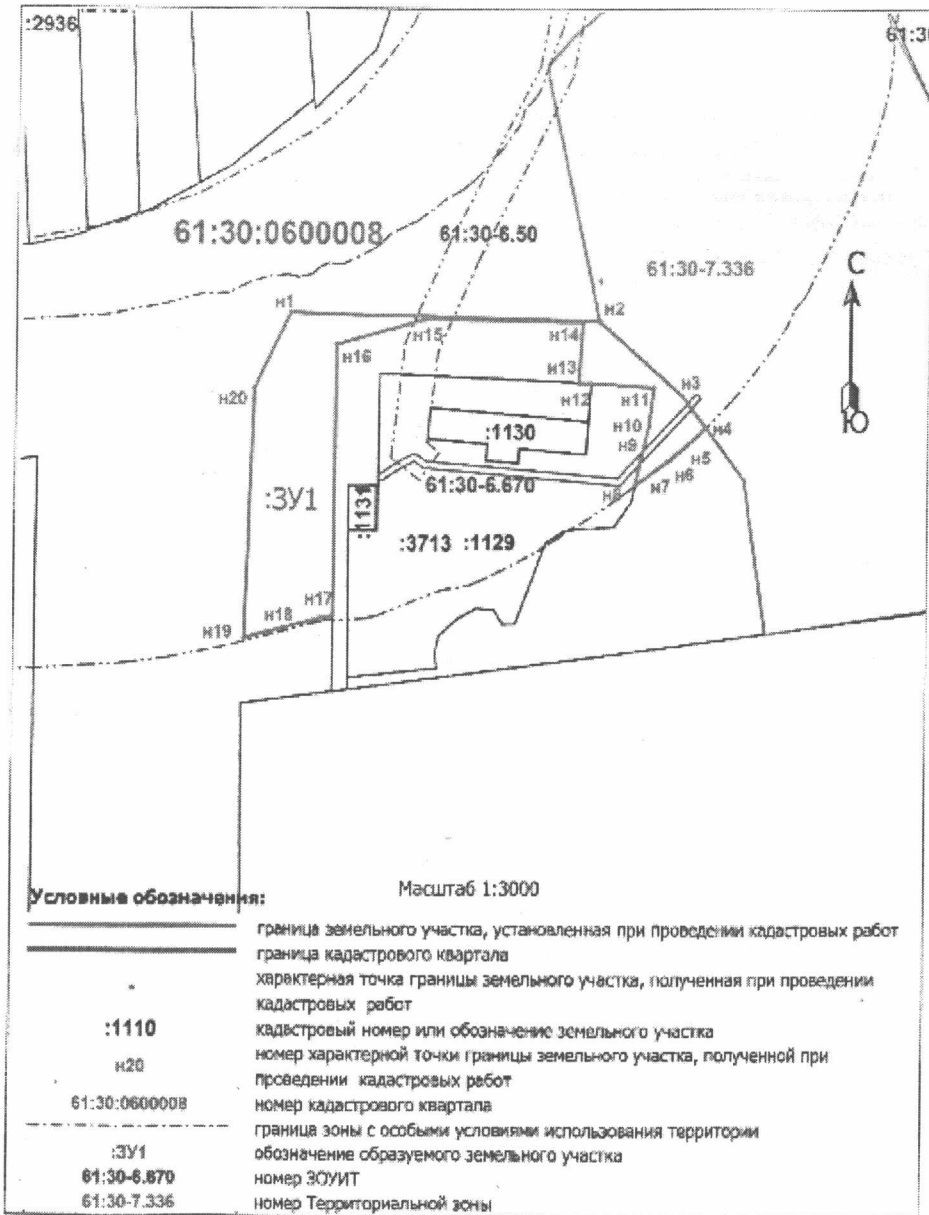 :2936
61:30
61:30:0600008
61:30-6.50
61:30-7.336
С
Ю
н1
н2
н15
н14
н16
н13
н3
н20
н12
н11
н10
н4
:1130
н9
н5
н6
:ЗУ1
61:30-6.670
н7
н8
:1131
:3713 :1129
н17
н18
н19
Масштаб 1:3000
Условные обозначения:
граница земельного участка, установленная при проведении кадастровых работ
граница кадастрового квартала
характерная точка границы земельного участка, полученная при проведении
кадастровых работ
:1110 кадастровый номер или обозначение земельного участка
н20 номер характерной точки границы земельного участка, полученной при
проведении кадастровых работ
61:30:0600008 номер кадастрового квартала
граница зоны с особыми условиями использования территории
:ЗУ1 обозначение образуемого земельного участка
61:30-6.670 номер ЗОУИТ
61:30-7.336 номер Территориальной зоны